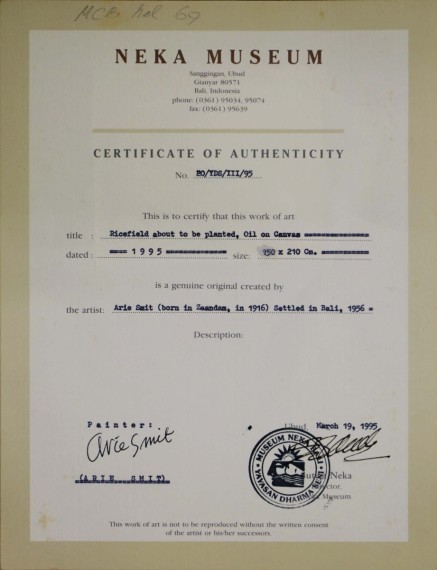 MCB hal 69
NEKA MUSEUM
Sanggingan, Ubud
Gianyar 80571
Bali, Indonesia
phone: (0361) 95034, 95074
fax: (0361) 95639
CERTIFICATE OF AUTHENTICITY
No. EO/YDS/III/95
This is to certify that this work of art
title : Ricefield about to be planted, Oil on Canvas
dated : 1995 size: 150 x 210 Cm.
is a genuine original created by
the artist: Arie Smit (born in Zaandam, in 1916) Settled in Bali, 1956
Description:
Painter: Ubud, March 19, 1995
Arie Smit
MUSEUM NEKA BALI
YAYASAN DHARMA SENI
Neka
(ARIE SMIT)
Museum
This work of art is not to be reproduced without the written consent
of the artist or his/her successors.